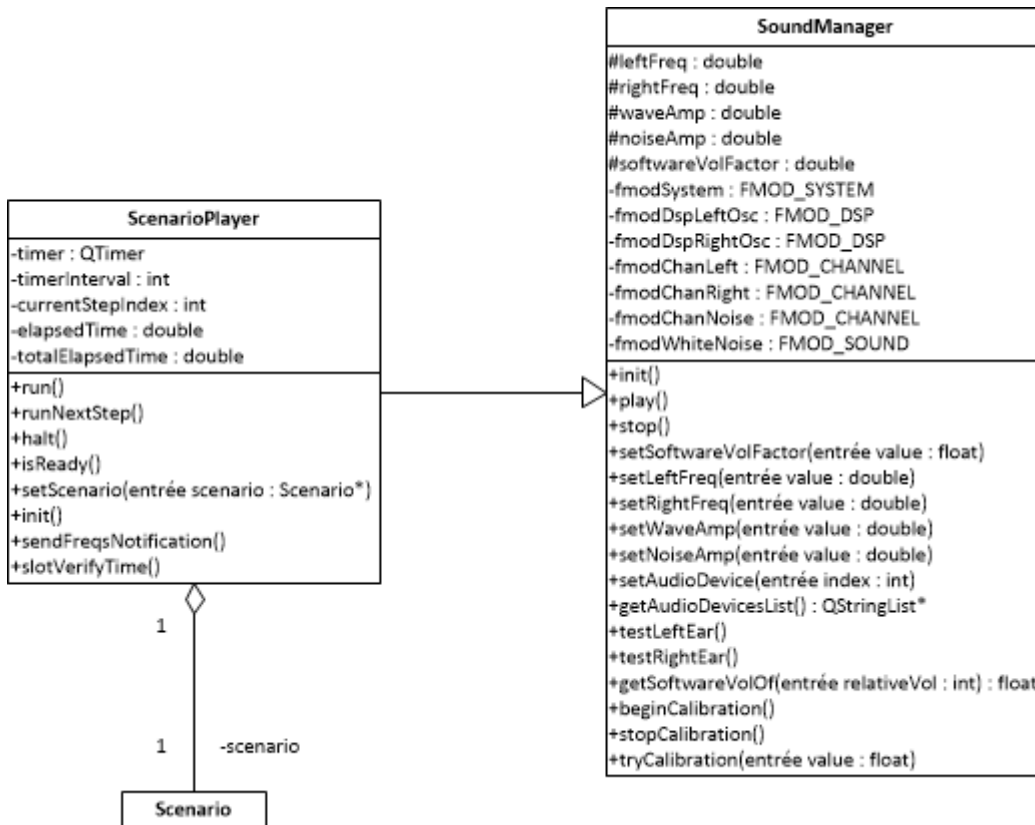 SoundManager
#leftFreq : double
#rightFreq : double
#waveAmp : double
#noiseAmp : double
#softwareVolFactor : double
-fmodSystem : FMOD_SYSTEM
-fmodDspLeftOsc : FMOD_DSP
-fmodDspRightOsc : FMOD_DSP
-fmodChanLeft : FMOD_CHANNEL
-fmodChanRight : FMOD_CHANNEL
-fmodChanNoise : FMOD_CHANNEL
-fmodWhiteNoise : FMOD_SOUND
+init()
+play()
+stop()
+setSoftwareVolFactor(entrée value : float)
+setLeftFreq(entrée value : double)
+setRightFreq(entrée value : double)
+setWaveAmp(entrée value : double)
+setNoiseAmp(entrée value : double)
+setAudioDevice(entrée index : int)
+getAudioDevicesList() : QStringList*
+testLeftEar()
+testRightEar()
+getSoftwareVolOf(entrée relativeVol : int) : float
+beginCalibration()
+stopCalibration()
+tryCalibration(entrée value : float)
ScenarioPlayer
-timer : QTimer
-timerInterval : int
-currentStepIndex : int
-elapsedTime : double
-totalElapsedTime : double
+run()
+runNextStep()
+halt()
+isReady()
+setScenario(entrée scenario : Scenario*)
+init()
+sendFreqsNotification()
+slotVerifyTime()
1
1 -scenario
Scenario